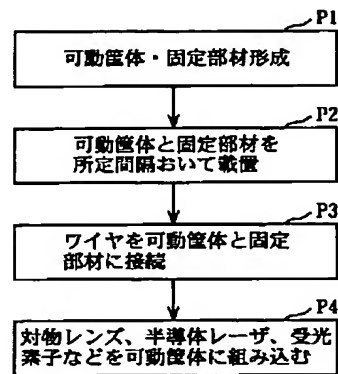 P1
可動筐体・固定部材形成
P2
可動筐体と固定部材を
所定間隔おいて載置
P3
ワイヤを可動筐体と固定
部材に接続
P4
対物レンズ、半導体レーザ、受光
素子などを可動筐体に組み込む